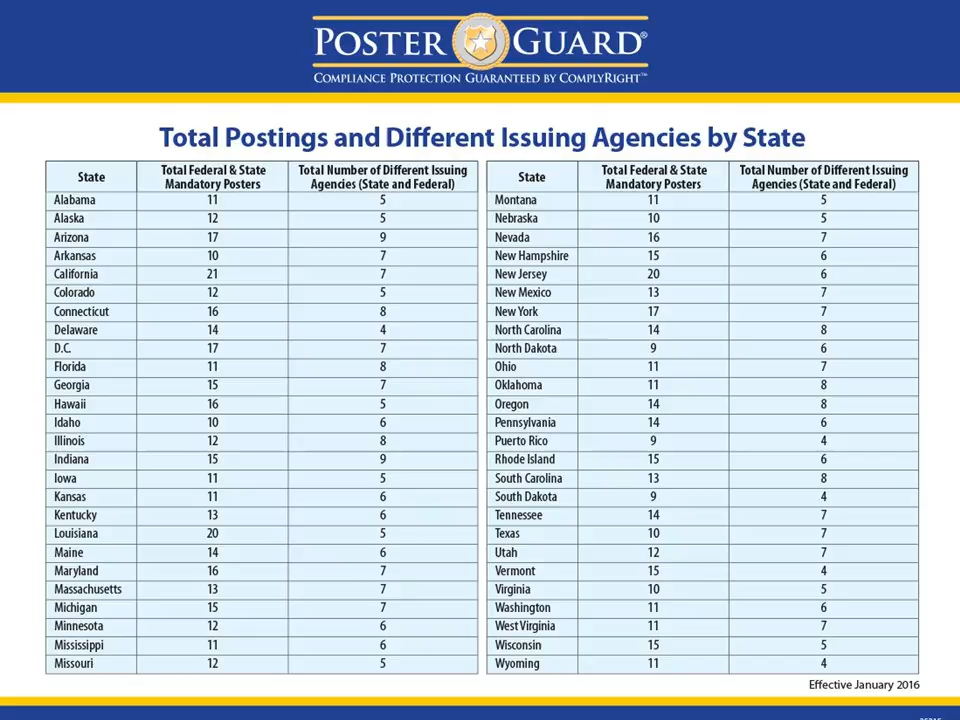 POSTER GUARD®
COMPLIANCE PROTECTION GUARANTEED BY COMPLYRIGHT™
Total Postings and Different Issuing Agencies by State
State Total Federal & State Mandatory Posters Total Number of Different Issuing Agencies (State and Federal)
Alabama 11 5
Alaska 12 5
Arizona 17 9
Arkansas 10 7
California 21 7
Colorado 12 5
Connecticut 16 8
Delaware 14 4
D.C. 17 7
Florida 11 8
Georgia 15 7
Hawaii 16 5
Idaho 10 6
Illinois 12 8
Indiana 15 9
Iowa 11 5
Kansas 11 6
Kentucky 13 6
Louisiana 20 5
Maine 14 6
Maryland 16 7
Massachusetts 13 7
Michigan 15 7
Minnesota 12 6
Mississippi 11 6
Missouri 12 5
State Total Federal & State Mandatory Posters Total Number of Different Issuing Agencies (State and Federal)
Montana 11 5
Nebraska 10 5
Nevada 16 7
New Hampshire 15 6
New Jersey 20 6
New Mexico 13 7
New York 17 7
North Carolina 14 8
North Dakota 9 6
Ohio 11 7
Oklahoma 11 8
Oregon 14 8
Pennsylvania 14 6
Puerto Rico 9 4
Rhode Island 15 6
South Carolina 13 8
South Dakota 9 4
Tennessee 14 7
Texas 10 7
Utah 12 7
Vermont 15 4
Virginia 10 5
Washington 11 6
West Virginia 11 7
Wisconsin 15 5
Wyoming 11 4
Effective January 2016